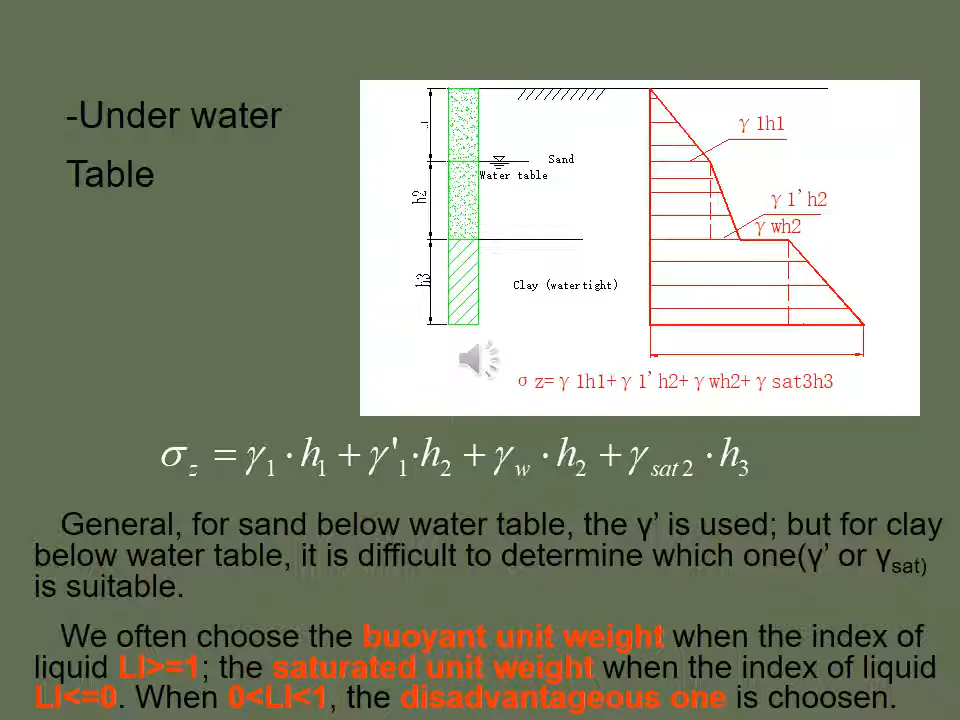 -Under water
Table
γ 1h1
Sand
Water table
h2
γ 1'h2
γ wh2
h3
Clay (watertight)
σ z=γ 1h1+γ 1'h2+γ wh2+γ sat3h3
σz = γ1·h1+γ'1·h2+γw·h2+γsat2·h3
General, for sand below water table, the γ’ is used; but for clay
below water table, it is difficult to determine which one(γ’ or γsat)
is suitable.
We often choose the buoyant unit weight when the index of
liquid LI>=1; the saturated unit weight when the index of liquid
LI<=0. When 0<LI<1, the disadvantageous one is choosen.